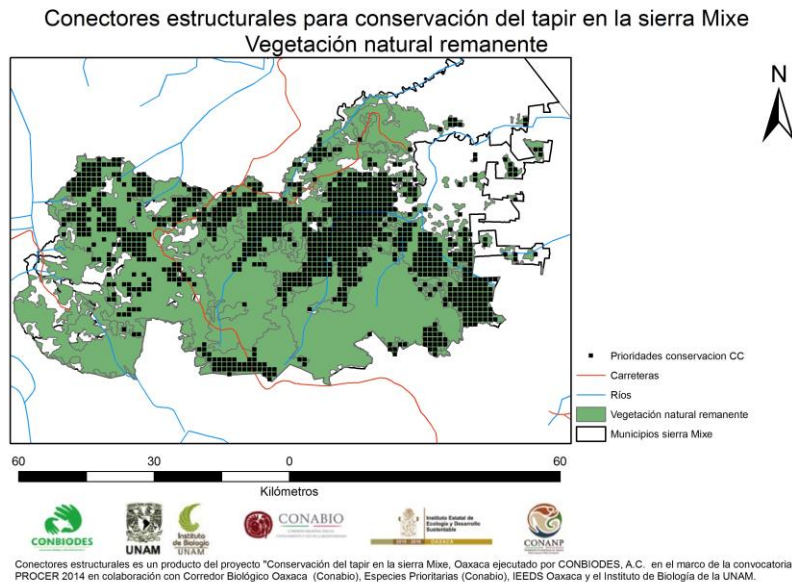 Conectores estructurales para conservación del tapir en la sierra Mixe
Vegetación natural remanente
N
Prioridades conservacion CC
Carreteras
Ríos
Vegetación natural remanente
Municipios sierra Mixe
60 30 0 60
Kilómetros
CONBIODES
UNAM
Instituto
de Biología
UNAM
CONABIO
Instituto Estatal de
Ecología y Desarrollo
Sustentable
OAXACA
CONANP
Conectores estructurales es un producto del proyecto "Conservación del tapir en la sierra Mixe, Oaxaca ejecutado por CONBIODES, A.C. en el marco de la convocatoria
PROCER 2014 en colaboración con Corredor Biológico Oaxaca (Conabio), Especies Prioritarias (Conabio), IEEDS Oaxaca y el Instituto de Biología de la UNAM.